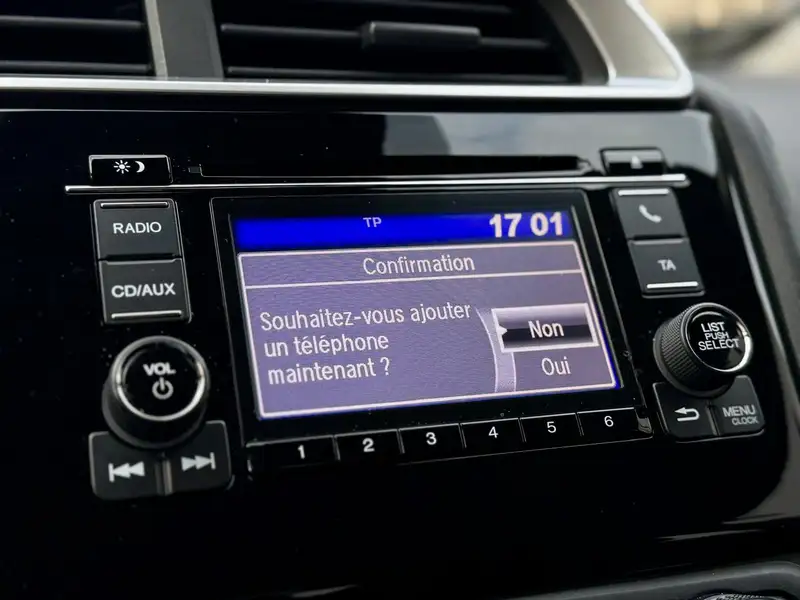 RADIO
CD/AUX
VOL
TP 17 01
Confirmation
Souhaitez-vous ajouter
un téléphone
maintenant ?
Non
Oui
TA
LIST
PUSH
SELECT
MENU
CLOCK
1 2 3 4 5 6